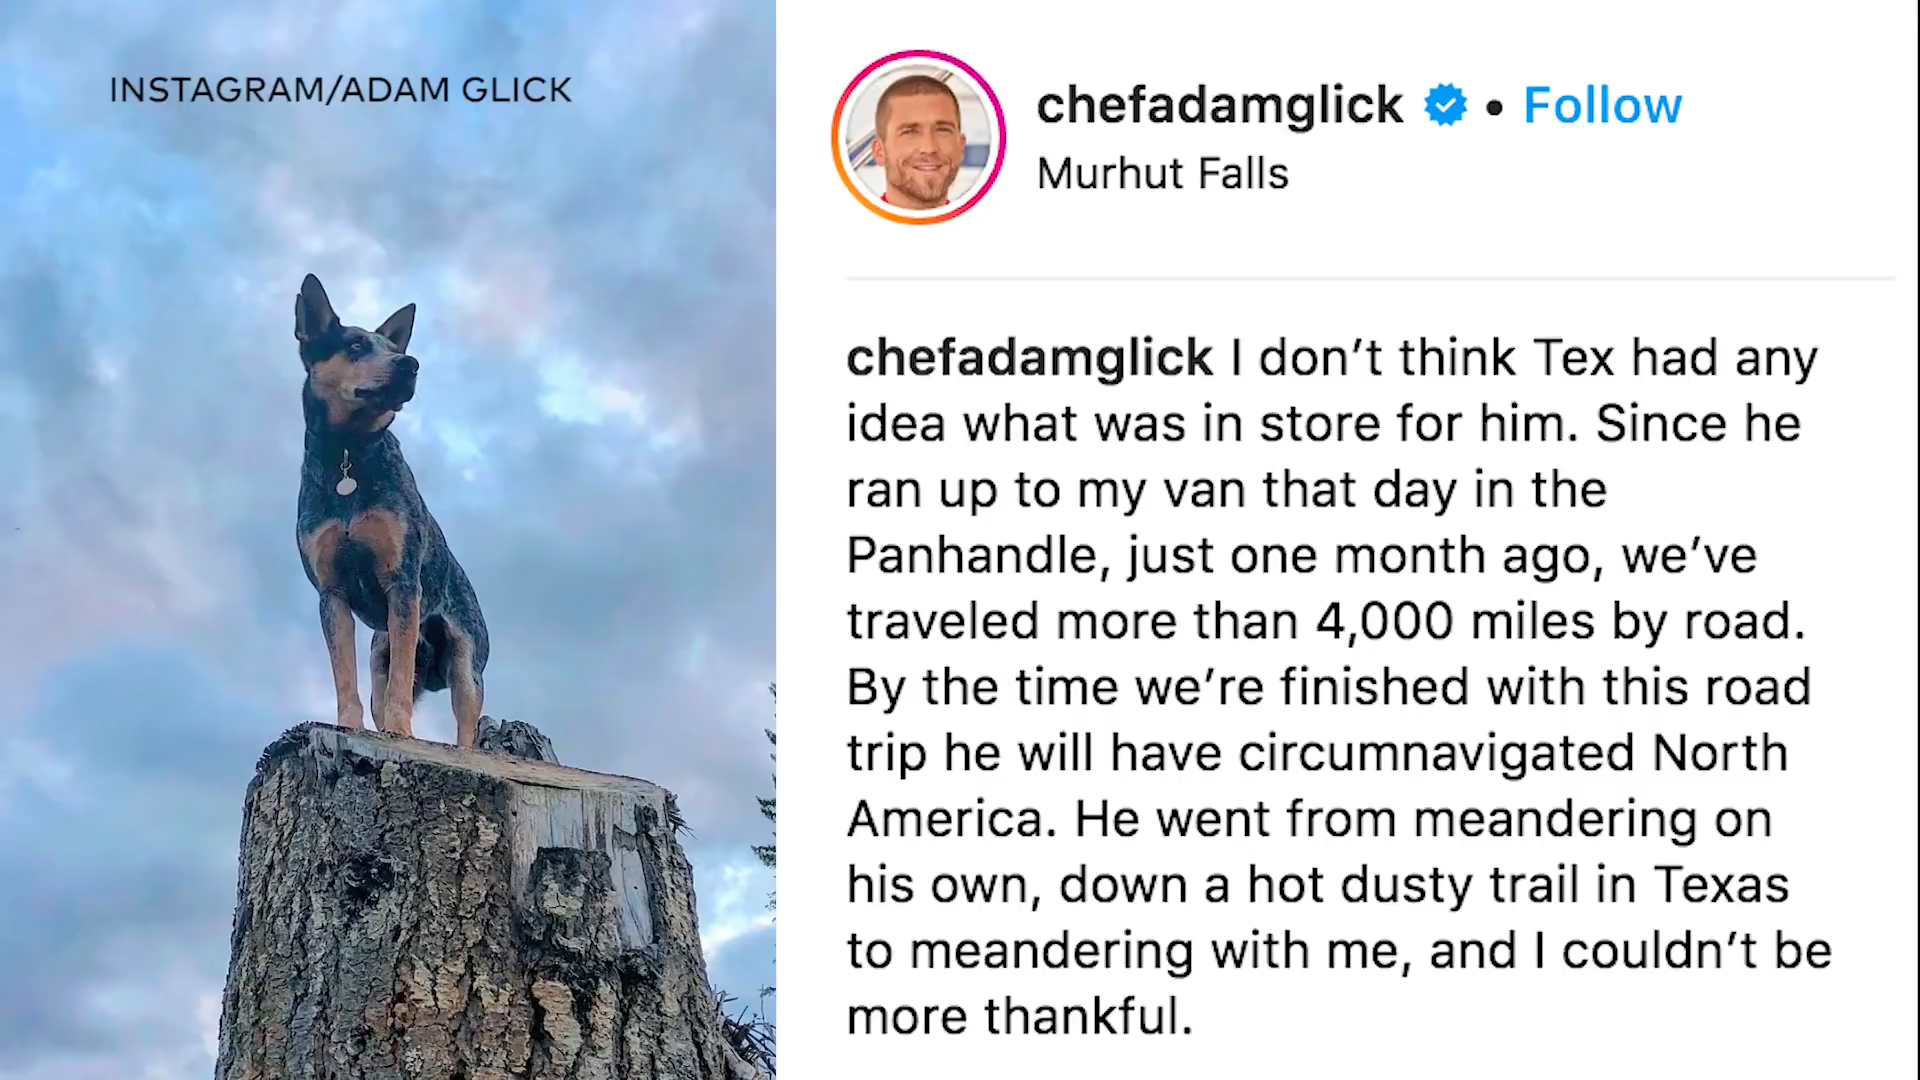 INSTAGRAM/ADAM GLICK
chefadamglick • Follow
Murhut Falls
chefadamglick I don’t think Tex had any
idea what was in store for him. Since he
ran up to my van that day in the
Panhandle, just one month ago, we’ve
traveled more than 4,000 miles by road.
By the time we’re finished with this road
trip he will have circumnavigated North
America. He went from meandering on
his own, down a hot dusty trail in Texas
to meandering with me, and I couldn’t be
more thankful.